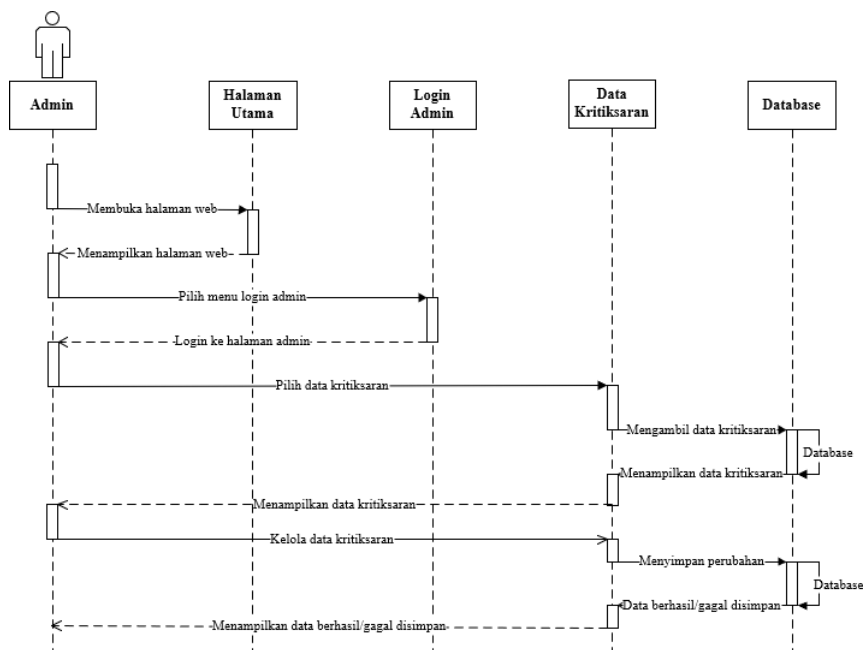 Admin
Halaman
Utama
Login
Admin
Data
Kritiksaran
Database
Membuka halaman web
Menampilkan halaman web
Pilih menu login admin
Login ke halaman admin
Pilih data kritiksaran
Mengambil data kritiksaran
Database
Menampilkan data kritiksaran
Menampilkan data kritiksaran
Kelola data kritiksaran
Menyimpan perubahan
Database
Data berhasil/gagal disimpan
Menampilkan data berhasil/gagal disimpan